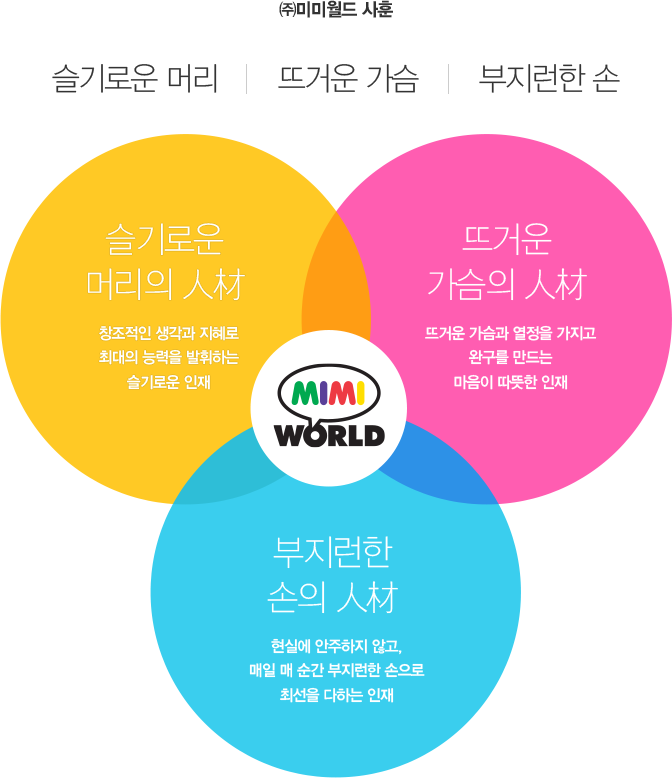 ㈜미미월드 사훈
슬기로운 머리 | 뜨거운 가슴 | 부지런한 손
슬기로운
머리의 人材
창조적인 생각과 지혜로
최대의 능력을 발휘하는
슬기로운 인재
뜨거운
가슴의 人材
뜨거운 가슴과 열정을 가지고
완구를 만드는
마음이 따뜻한 인재
MIMI
WORLD
부지런한
손의 人材
현실에 안주하지 않고,
매일 매 순간 부지런한 손으로
최선을 다하는 인재